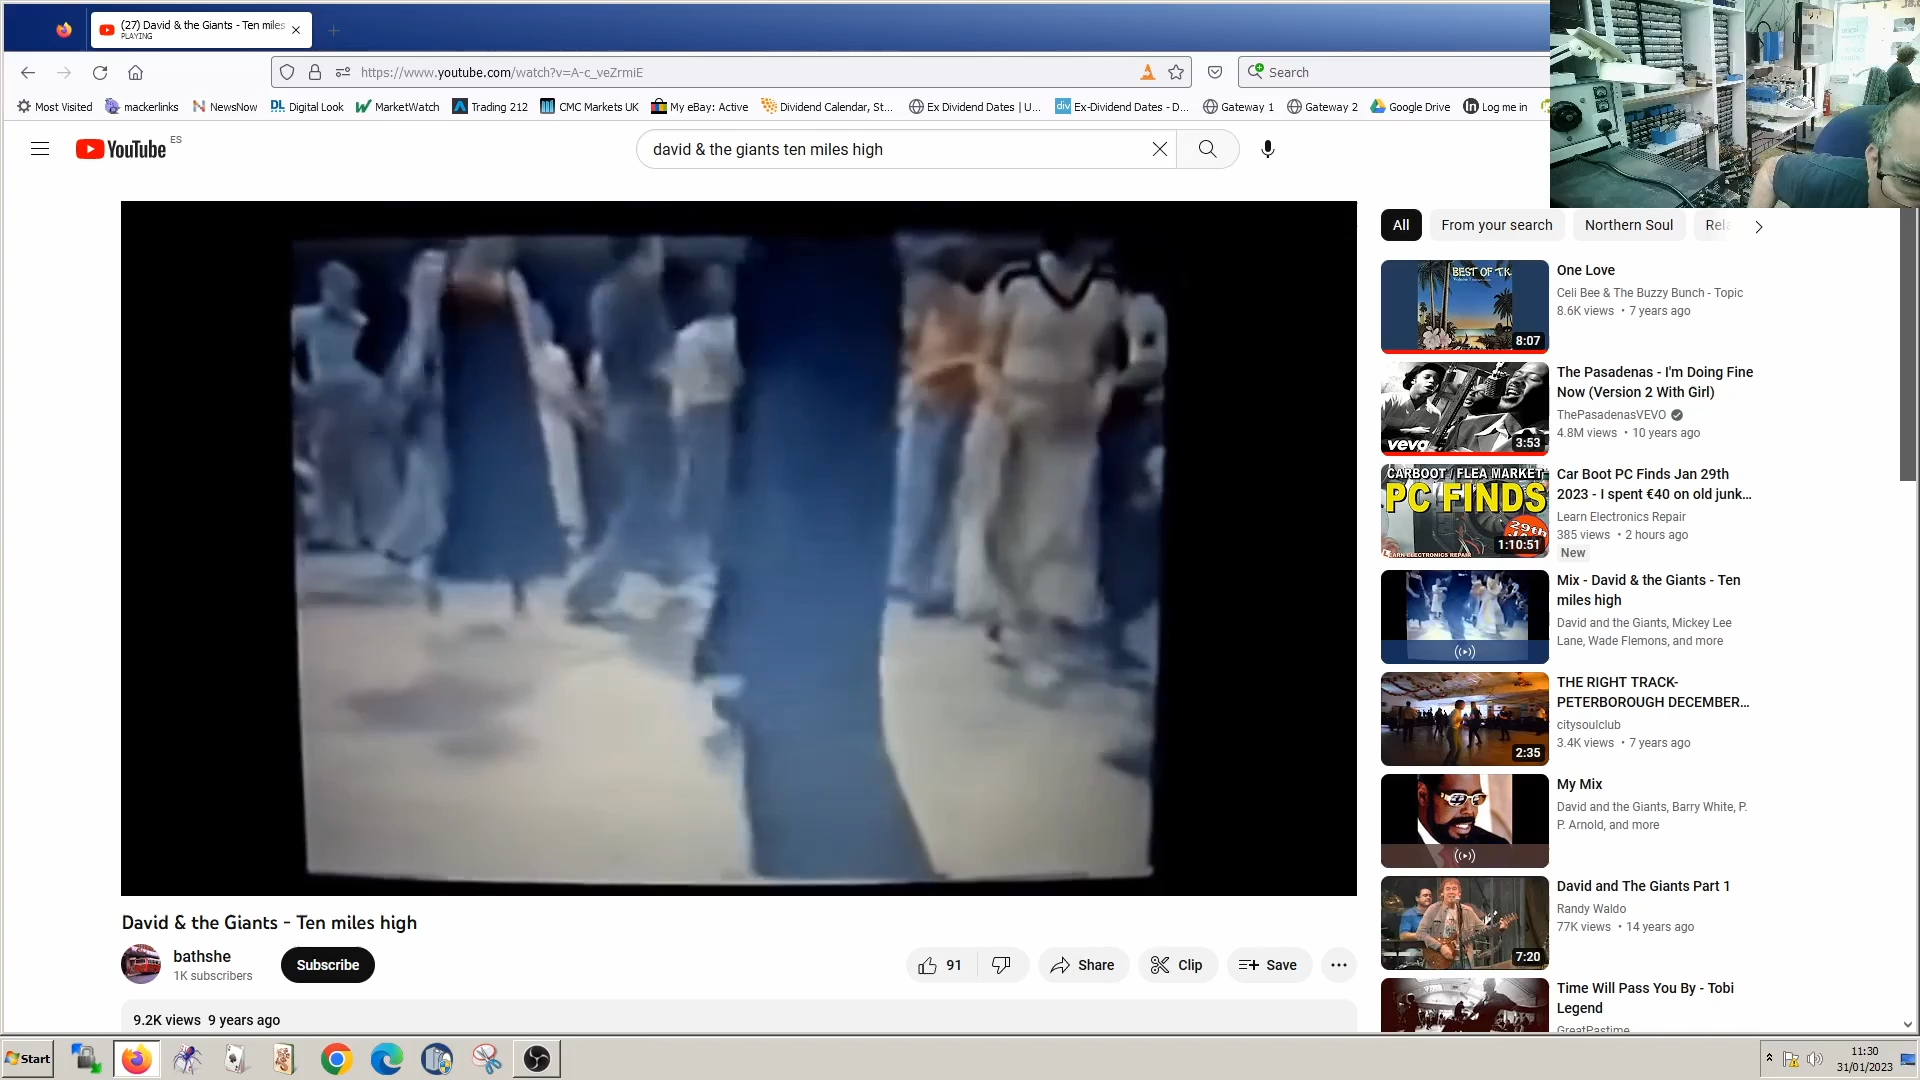 (27) David & the Giants - Ten miles
PLAYING
https://www.youtube.com/watch?v=A-c_veZrmiE
Search
Most Visited
mackerlinks
NewsNow
Digital Look
MarketWatch
Trading 212
CMC Markets UK
My eBay: Active
Dividend Calendar, St...
Ex Dividend Dates | U...
Ex-Dividend Dates - D...
Gateway 1
Gateway 2
Google Drive
Log me in
YouTube ES
david & the giants ten miles high
All
From your search
Northern Soul
Rela
BEST OF T.K.
8:07
One Love
Celi Bee & The Buzzy Bunch - Topic
8.6K views • 7 years ago
vevo
3:53
The Pasadenas - I'm Doing Fine
Now (Version 2 With Girl)
ThePasadenasVEVO
4.8M views • 10 years ago
CARBOOT / FLEA MARKET
PC FINDS
29th
LEARN ELECTRONICS REPAIR
1:10:51
Car Boot PC Finds Jan 29th
2023 - I spent €40 on old junk...
Learn Electronics Repair
385 views • 2 hours ago
New
Mix - David & the Giants - Ten
miles high
David and the Giants, Mickey Lee
Lane, Wade Flemons, and more
2:35
THE RIGHT TRACK-
PETERBOROUGH DECEMBER...
citysoulclub
3.4K views • 7 years ago
My Mix
David and the Giants, Barry White, P.
P. Arnold, and more
7:20
David and The Giants Part 1
Randy Waldo
77K views • 14 years ago
Time Will Pass You By - Tobi
Legend
GreatPastime
David & the Giants - Ten miles high
bathshe
1K subscribers
Subscribe
91
Share
Clip
Save
9.2K views 9 years ago
Start
11:30
31/01/2023